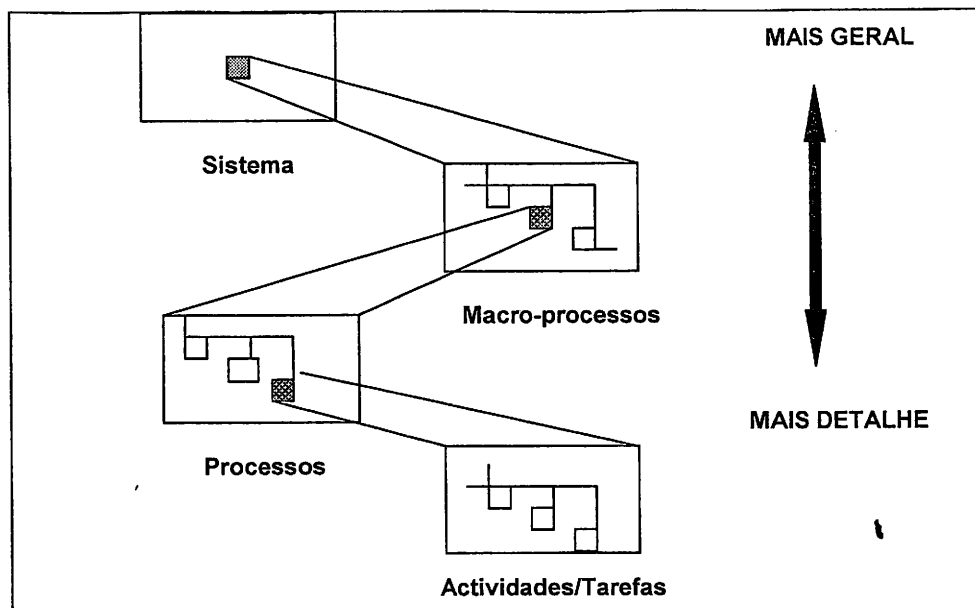 MAIS GERAL
Sistema
Macro-processos
MAIS DETALHE
Processos
Actividades/Tarefas